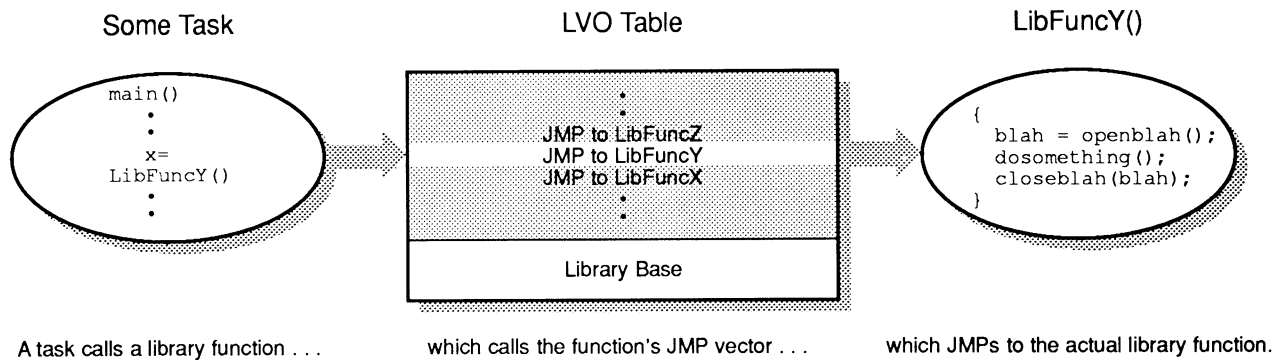 Some Task
main()
•
•
x=
LibFuncY()
•
•
LVO Table
•
•
JMP to LibFuncZ
JMP to LibFuncY
JMP to LibFuncX
•
•
Library Base
LibFuncY()
{
blah = openblah();
dosomething();
closeblah(blah);
}
A task calls a library function . . .
which calls the function's JMP vector . . .
which JMPs to the actual library function.